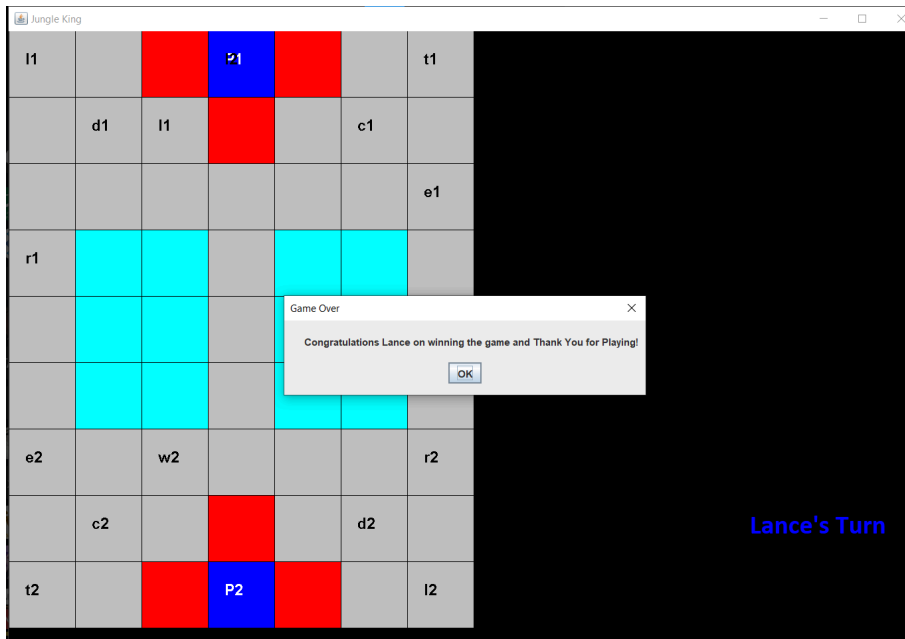 Jungle King
l1 t1
d1 l1 c1
e1
r1
Game Over
Congratulations Lance on winning the game and Thank You for Playing!
OK
e2 w2 r2
c2 d2
Lance's Turn
t2 P2 l2